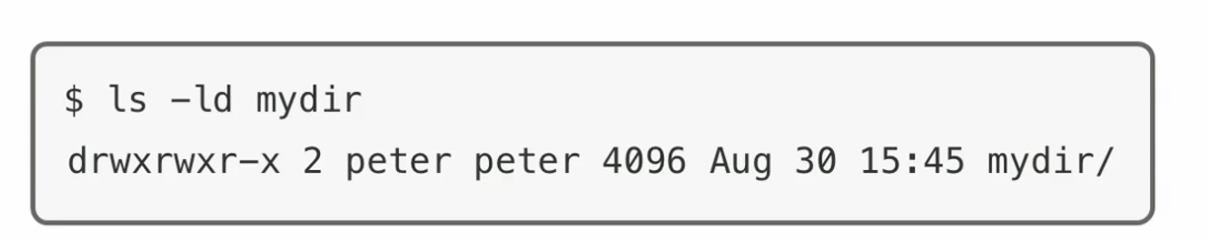 $ ls -ld mydir
drwxrwxr-x 2 peter peter 4096 Aug 30 15:45 mydir/